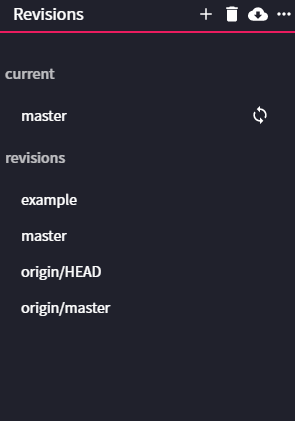 Revisions
current
master
revisions
example
master
origin/HEAD
origin/master